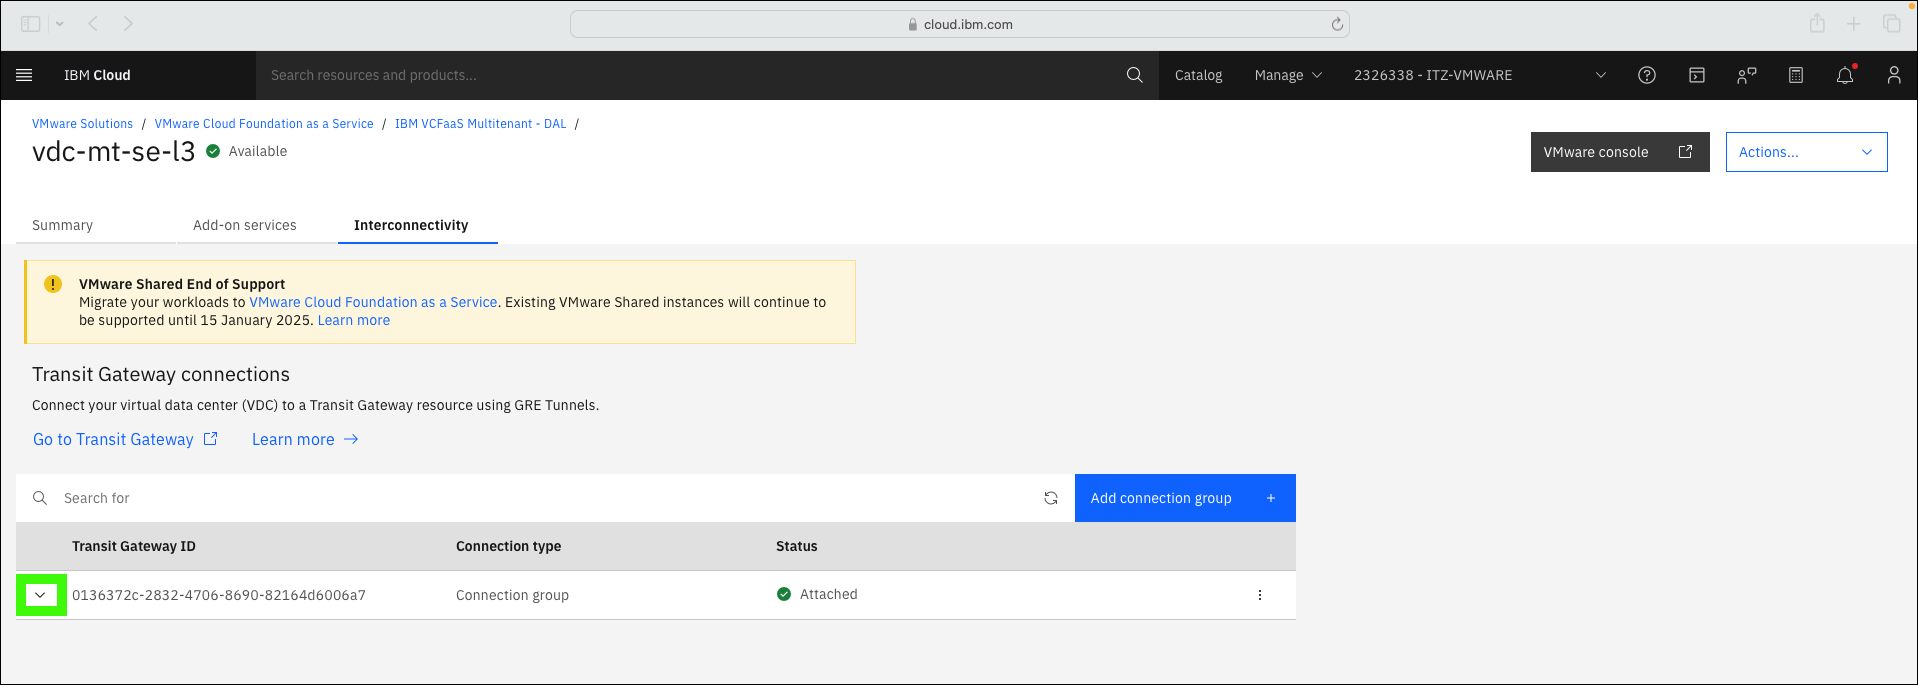 cloud.ibm.com
IBM Cloud
Search resources and products...
Catalog
Manage
2326338 - ITZ-VMWARE
VMware Solutions / VMware Cloud Foundation as a Service / IBM VCFaaS Multitenant - DAL /
vdc-mt-se-l3
Available
VMware console
Actions...
Summary
Add-on services
Interconnectivity
VMware Shared End of Support
Migrate your workloads to VMware Cloud Foundation as a Service. Existing VMware Shared instances will continue to
be supported until 15 January 2025. Learn more
Transit Gateway connections
Connect your virtual data center (VDC) to a Transit Gateway resource using GRE Tunnels.
Go to Transit Gateway
Learn more
Search for
Add connection group +
Transit Gateway ID
Connection type
Status
0136372c-2832-4706-8690-82164d6006a7
Connection group
Attached